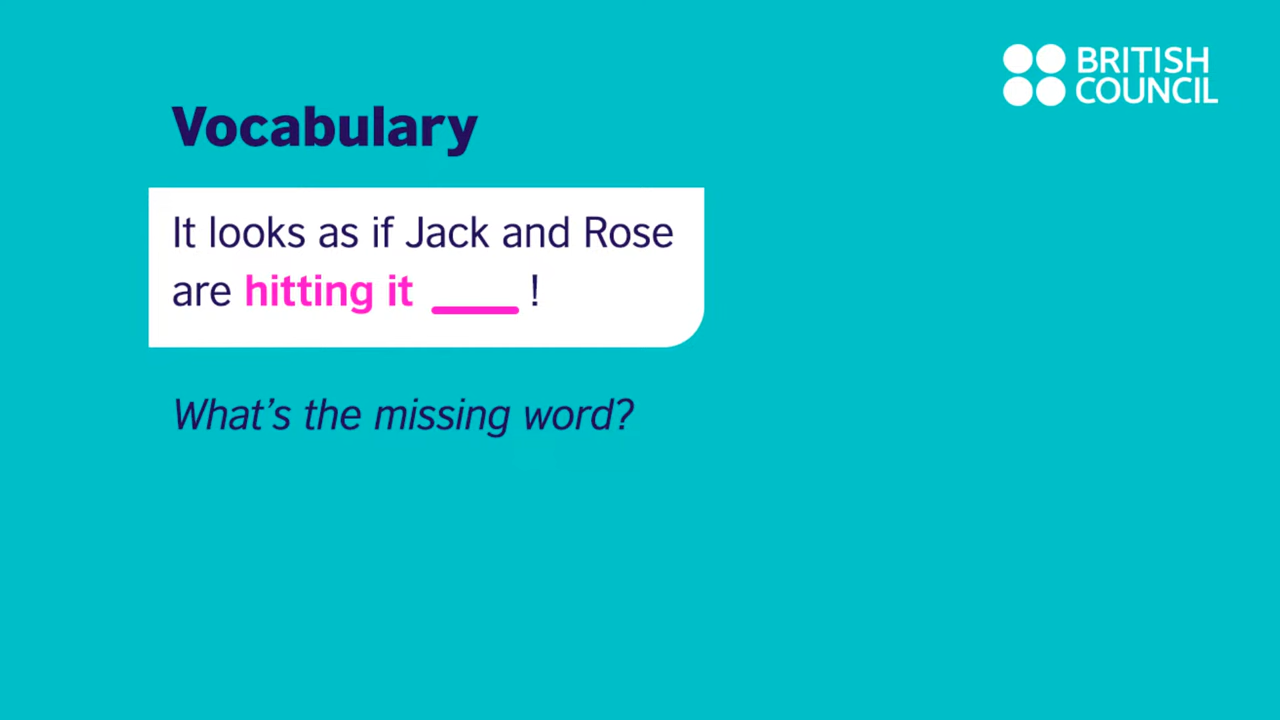 BRITISH
COUNCIL
Vocabulary
It looks as if Jack and Rose
are hitting it ____ !
What’s the missing word?